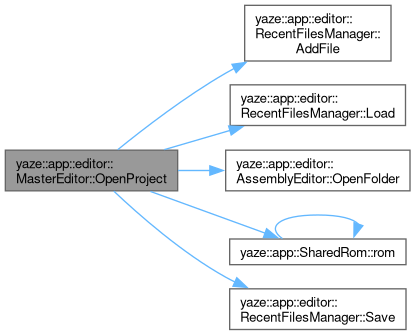 yaze::app::editor::
MasterEditor::OpenProject
yaze::app::editor::
RecentFilesManager::
AddFile
yaze::app::editor::
RecentFilesManager::Load
yaze::app::editor::
AssemblyEditor::OpenFolder
yaze::app::SharedRom::rom
yaze::app::editor::
RecentFilesManager::Save